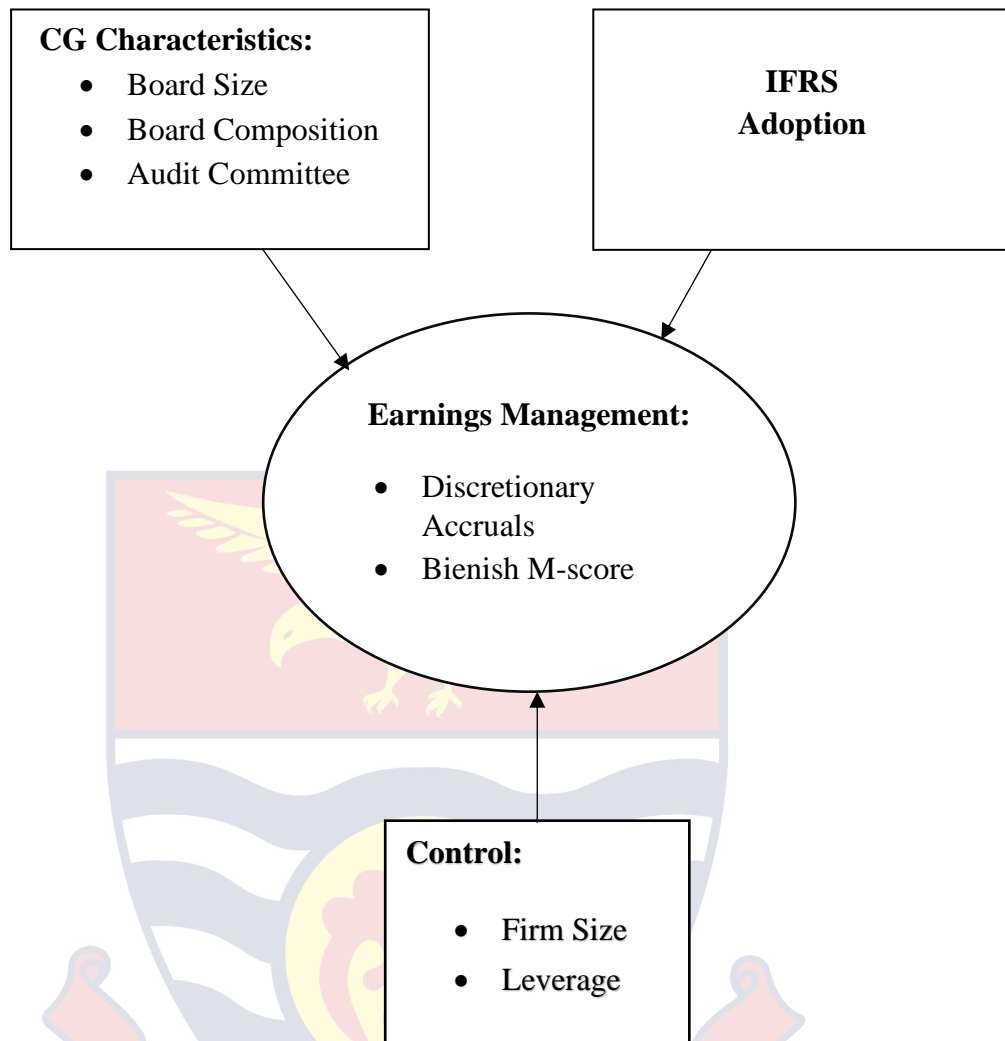 CG Characteristics:
• Board Size
• Board Composition
• Audit Committee
IFRS
Adoption
Earnings Management:
• Discretionary
Accruals
• Bienish M-score
Control:
• Firm Size
• Leverage